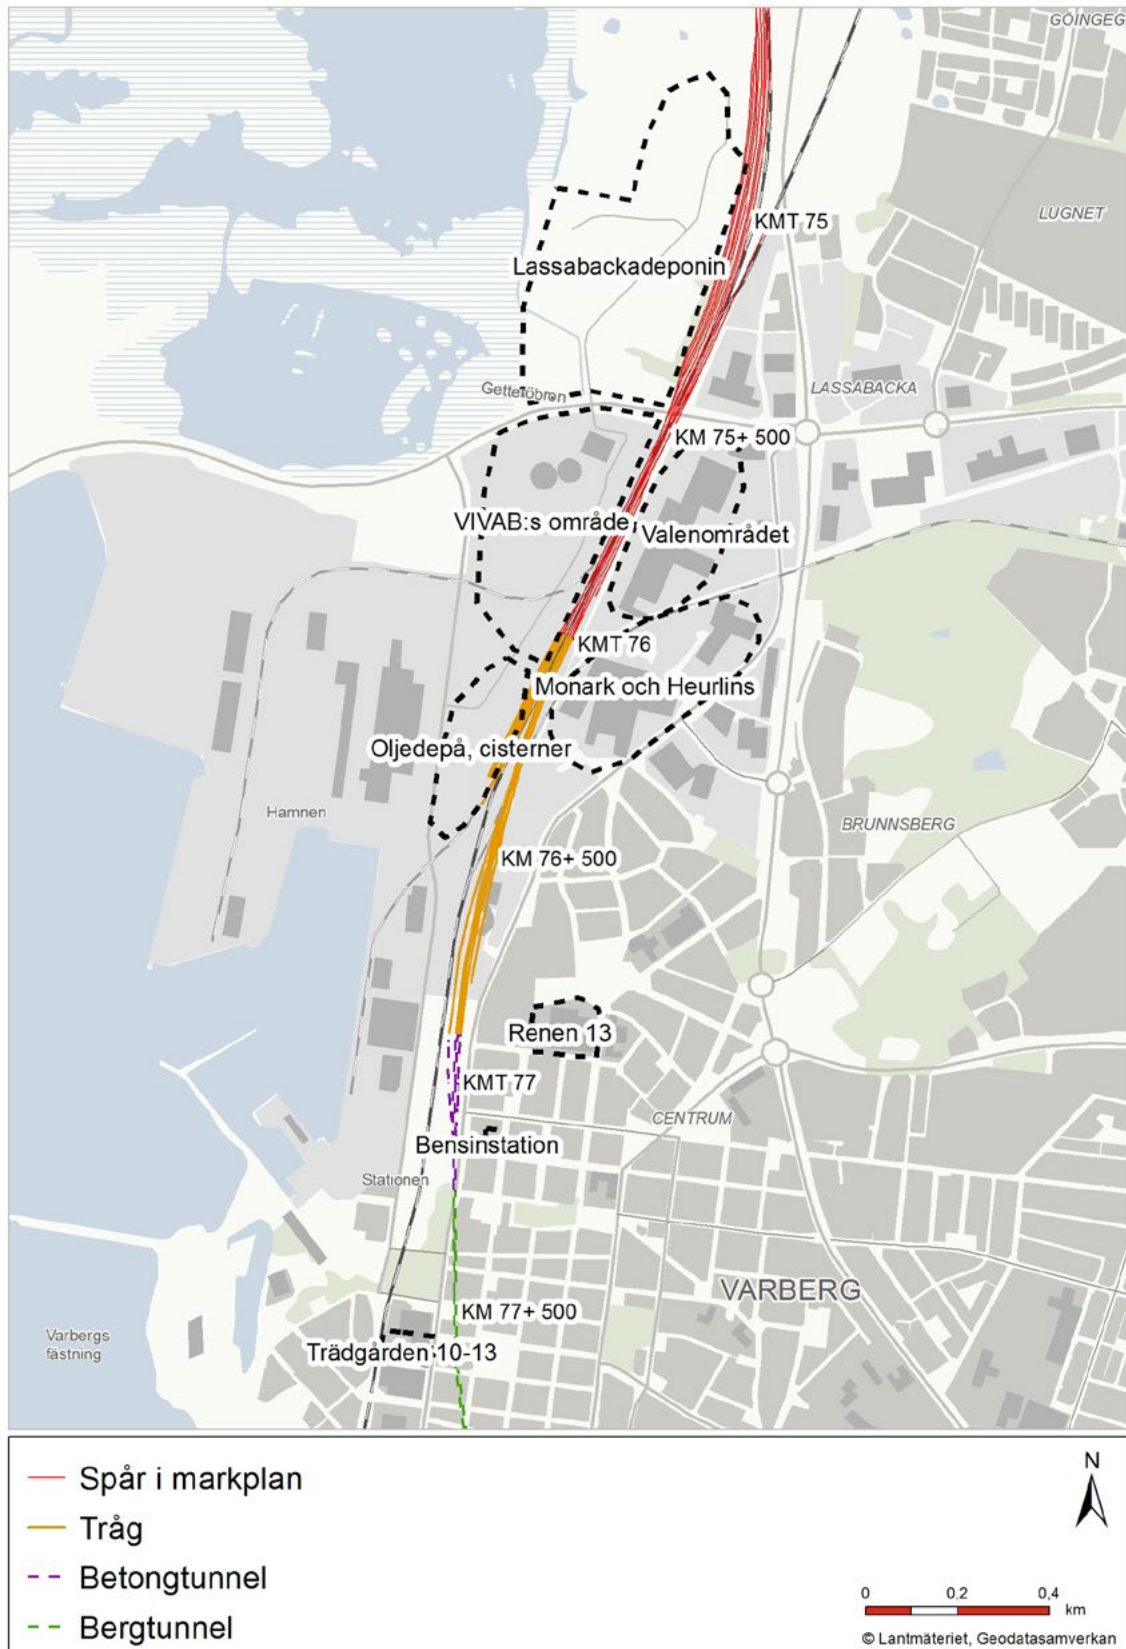 GÖINGEG
LUGNET
KMT 75
Lassabackadeponin
LASSABACKA
Getteröbron
KM 75+ 500
VIVAB:s område
Valenområdet
KMT 76
Monark och Heurlins
Oljedepå, cisterner
Hamnen
BRUNNSBERG
KM 76+ 500
Renen 13
KMT 77
CENTRUM
Bensinstation
Stationen
VARBERG
KM 77+ 500
Varbergs
fästning
Trädgården 10-13
Spår i markplan
Tråg
Betongtunnel
Bergtunnel
N
0 0,2 0,4
km
© Lantmäteriet, Geodatasamverkan